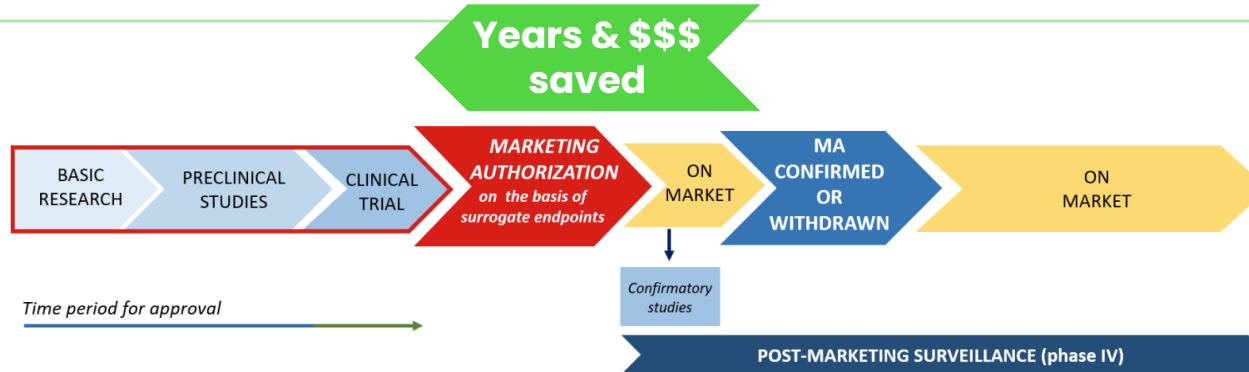 Years & $$$
saved
BASIC
RESEARCH
PRECLINICAL
STUDIES
CLINICAL
TRIAL
MARKETING
AUTHORIZATION
on the basis of
surrogate endpoints
ON
MARKET
MA
CONFIRMED
OR
WITHDRAWN
ON
MARKET
Confirmatory
studies
Time period for approval
POST-MARKETING SURVEILLANCE (phase IV)